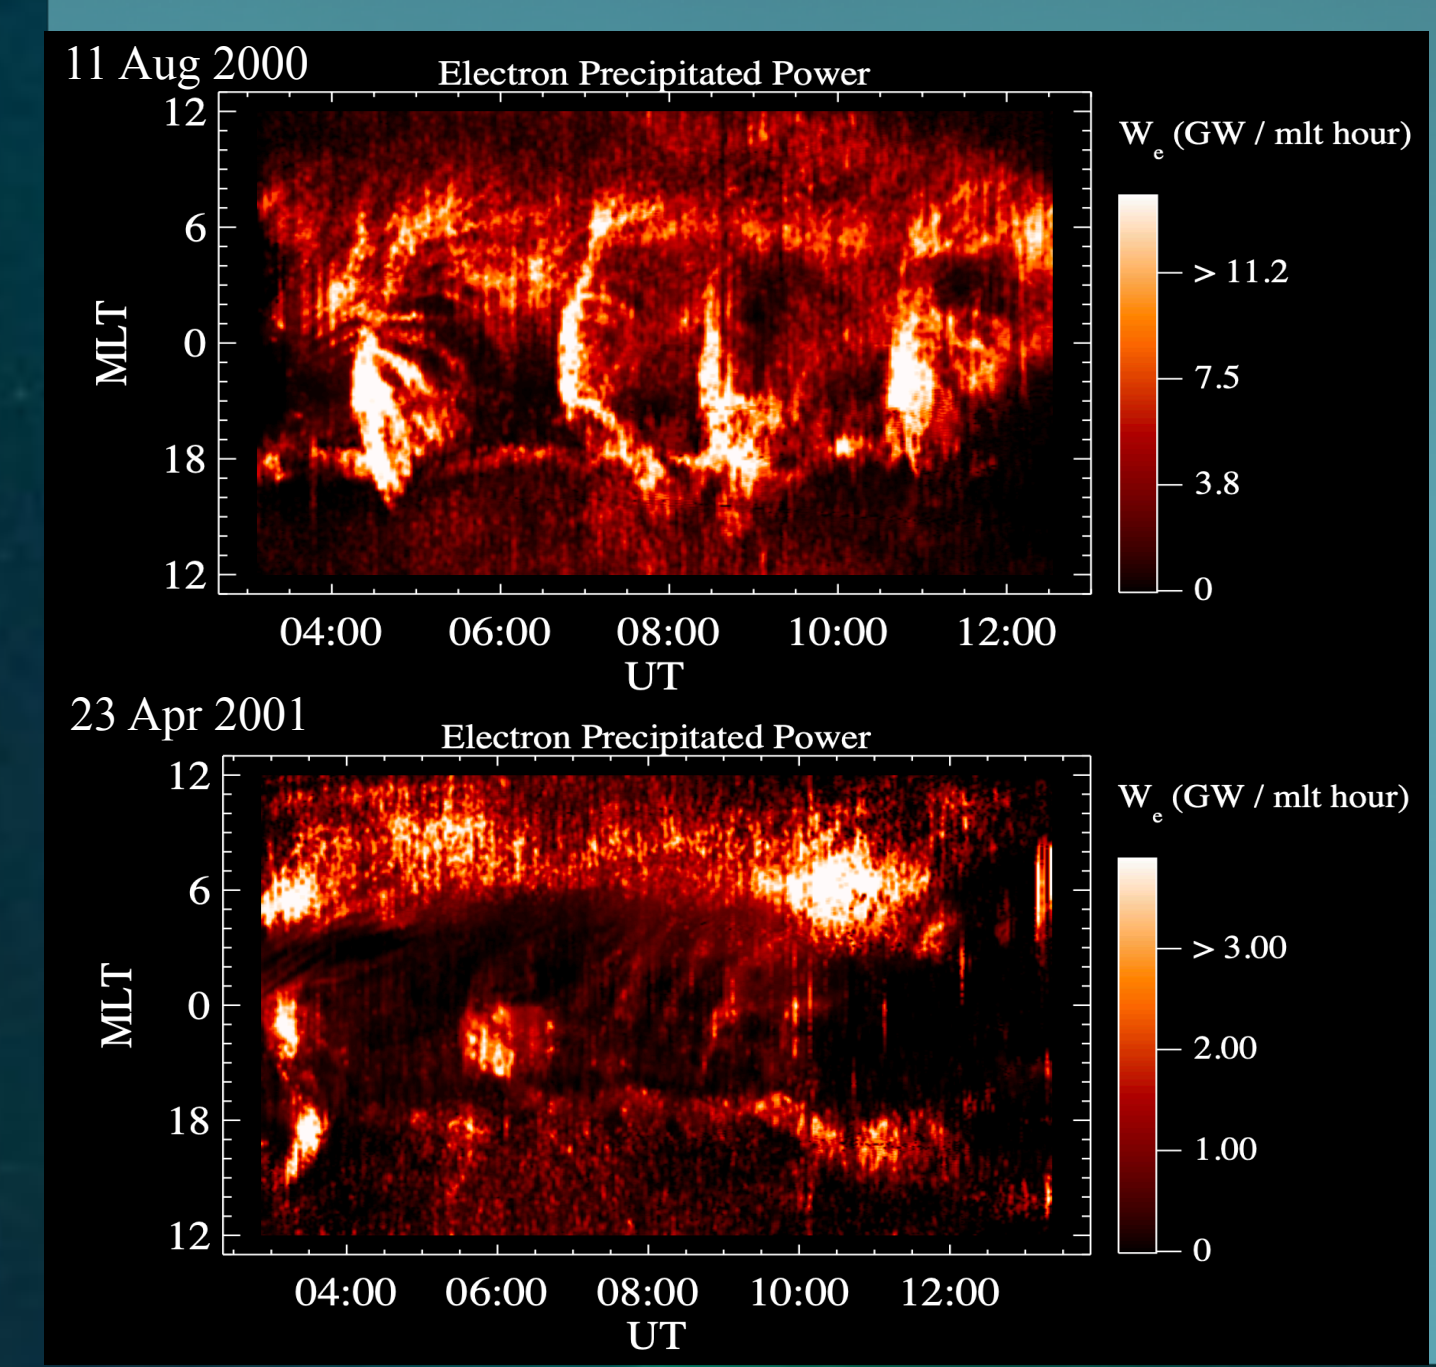 11 Aug 2000
Electron Precipitated Power
12
6
0
18
12
MLT
04:00 06:00 08:00 10:00 12:00
UT
We (GW / mlt hour)
> 11.2
7.5
3.8
0
23 Apr 2001
Electron Precipitated Power
12
6
0
18
12
MLT
04:00 06:00 08:00 10:00 12:00
UT
We (GW / mlt hour)
> 3.00
2.00
1.00
0